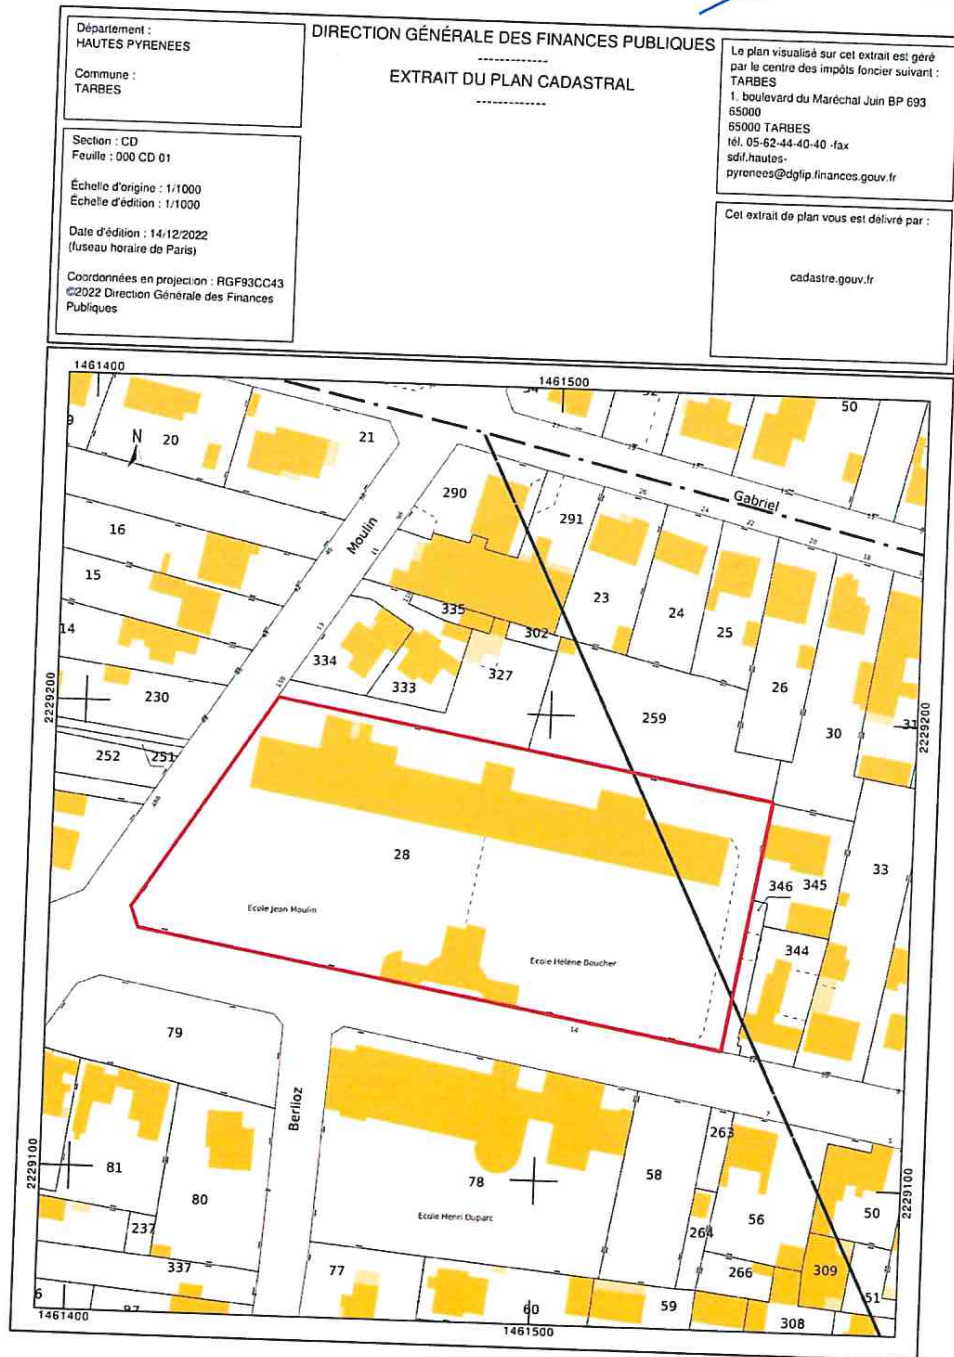 Département :
HAUTES PYRENEES
Commune :
TARBES
Section : CD
Feuille : 000 CD 01
Échelle d'origine : 1/1000
Échelle d'édition : 1/1000
Date d'édition : 14/12/2022
(fuseau horaire de Paris)
Coordonnées en projection : RGF93CC43
©2022 Direction Générale des Finances
Publiques
DIRECTION GÉNÉRALE DES FINANCES PUBLIQUES
-------------
EXTRAIT DU PLAN CADASTRAL
-------------
Le plan visualisé sur cet extrait est géré
par le centre des impôts foncier suivant :
TARBES
1, boulevard du Maréchal Juin BP 693
65000
65000 TARBES
tél. 05-62-44-40-40 -fax
sdif.hautes-
pyrenees@dgfip.finances.gouv.fr
Cet extrait de plan vous est délivré par :
cadastre.gouv.fr
1461400
1461500
50
9
20
21
N
290
Gabriel
291
16
Moulin
15
23
335
24
14
302
25
334
333
327
26
230
259
2229200
2229200
30
31
252
251
28
33
346
345
Ecole Jean Moulin
344
Ecole Hélène Boucher
14
79
Berlioz
263
81
58
2229100
2229100
78
80
56
50
Ecole Henri Duparc
237
264
337
77
266
309
51
6
60
59
308
1461400
1461500